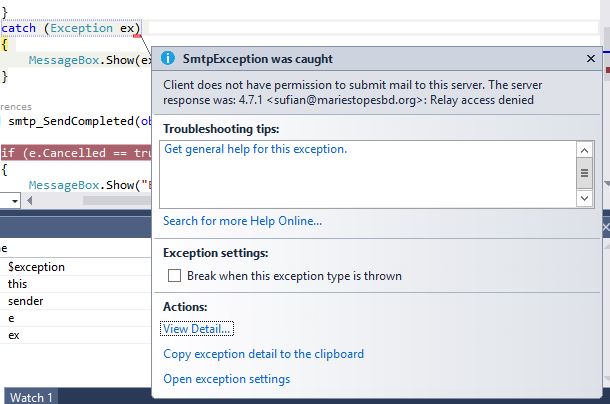 }
catch (Exception ex)
{
MessageBox.Show(ex
}
rences
smtp_SendCompleted(ob
if (e.Cancelled == tru
{
MessageBox.Show("E
SmtpException was caught
Client does not have permission to submit mail to this server. The server
response was: 4.7.1 <sufian@mariestopesbd.org>: Relay access denied
Troubleshooting tips:
Get general help for this exception.
Search for more Help Online...
Exception settings:
Break when this exception type is thrown
Actions:
View Detail...
Copy exception detail to the clipboard
Open exception settings
ne
$exception
this
sender
e
ex
Watch 1